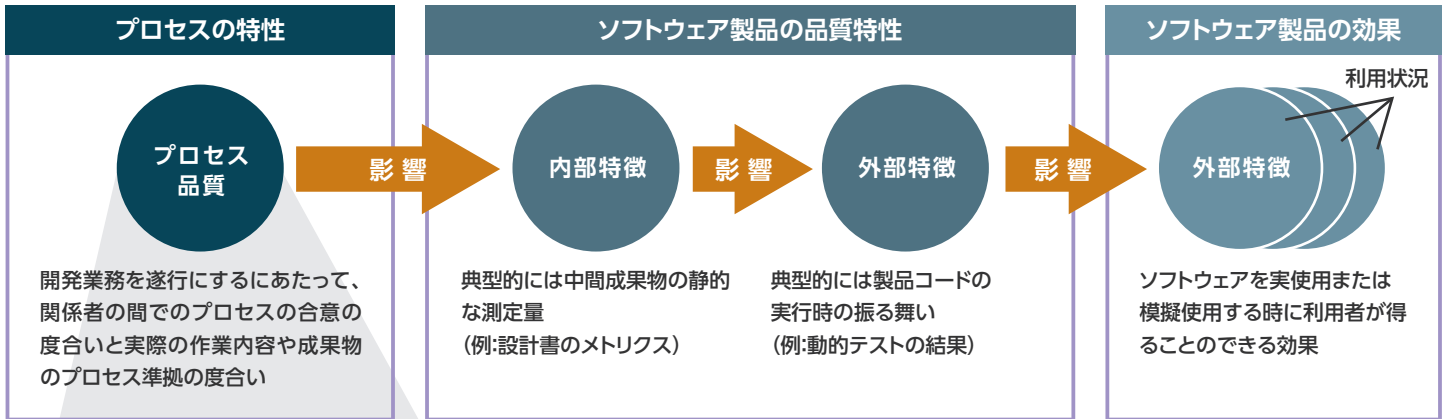 プロセスの特性
プロセス
品質
影響
開発業務を遂行にするにあたって、
関係者の間でのプロセスの合意の
度合いと実際の作業内容や成果物
のプロセス準拠の度合い
ソフトウェア製品の品質特性
内部特徴
影響
外部特徴
影響
典型的には中間成果物の静的
な測定量
(例:設計書のメトリクス)
典型的には製品コードの
実行時の振る舞い
(例:動的テストの結果)
ソフトウェア製品の効果
利用状況
外部特徴
ソフトウェアを実使用または
模擬使用する時に利用者が得
ることのできる効果